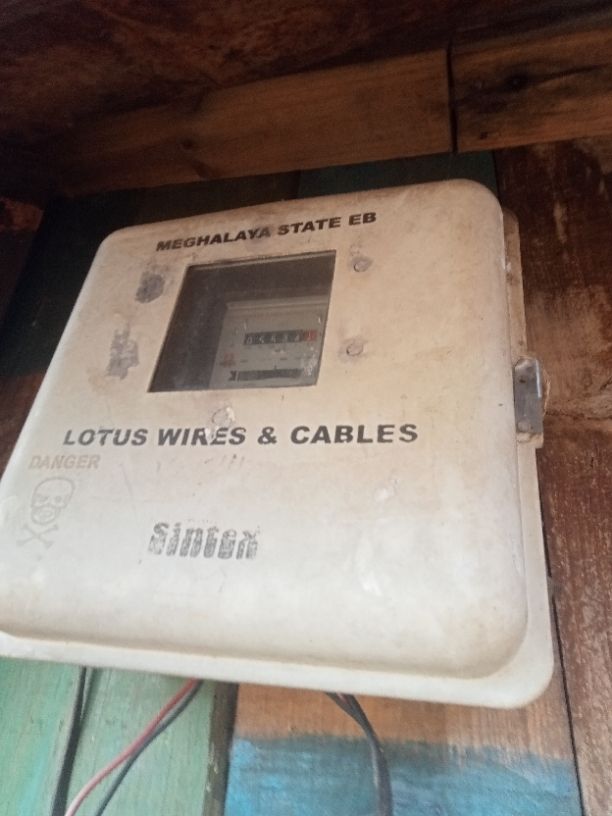 MEGHALAYA STATE EB
LOTUS WIRES & CABLES
DANGER
Sintex